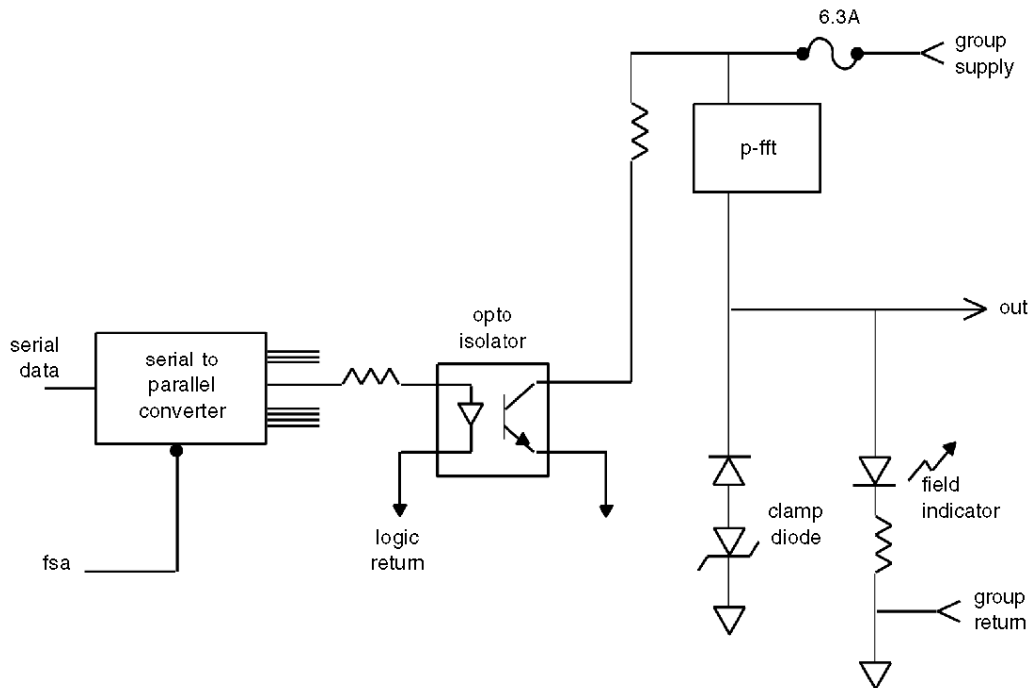 6.3A
group
supply
p-fft
out
opto
isolator
serial
data
serial to
parallel
converter
clamp
diode
field
indicator
logic
return
fsa
group
return